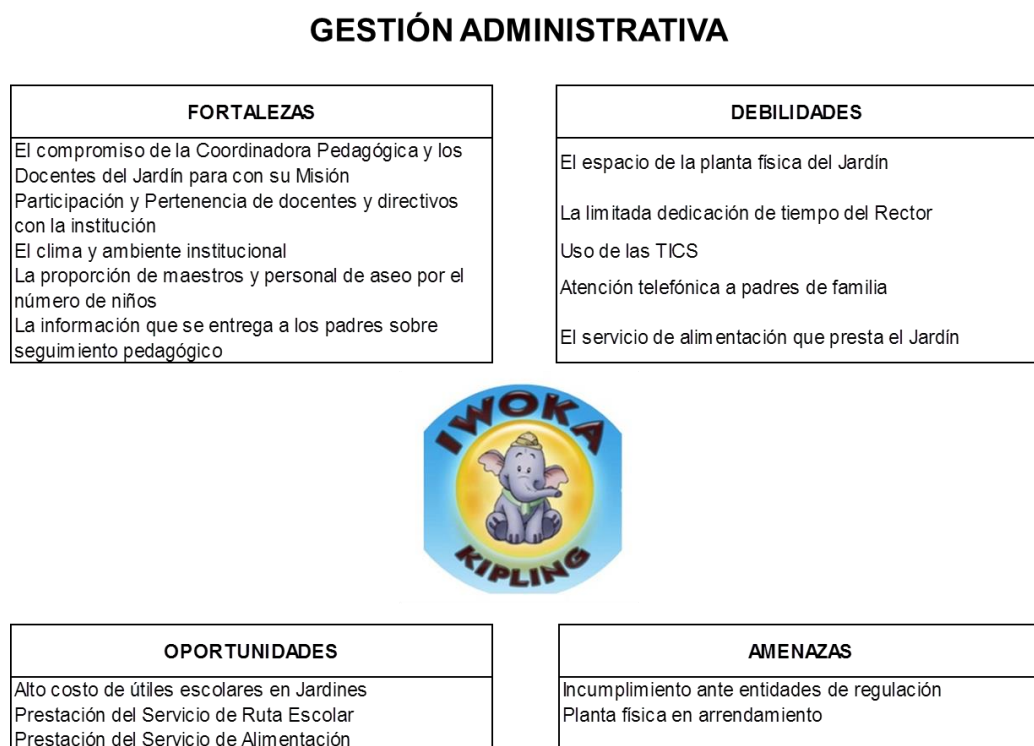 GESTIÓN ADMINISTRATIVA
FORTALEZAS
El compromiso de la Coordinadora Pedagógica y los
Docentes del Jardín para con su Misión
Participación y Pertenencia de docentes y directivos
con la institución
El clima y ambiente institucional
La proporción de maestros y personal de aseo por el
número de niños
La información que se entrega a los padres sobre
seguimiento pedagógico
DEBILIDADES
El espacio de la planta física del Jardín
La limitada dedicación de tiempo del Rector
Uso de las TICS
Atención telefónica a padres de familia
El servicio de alimentación que presta el Jardín
IWOKA
KIPLING
OPORTUNIDADES
Alto costo de útiles escolares en Jardines
Prestación del Servicio de Ruta Escolar
Prestación del Servicio de Alimentación
AMENAZAS
Incumplimiento ante entidades de regulación
Planta física en arrendamiento